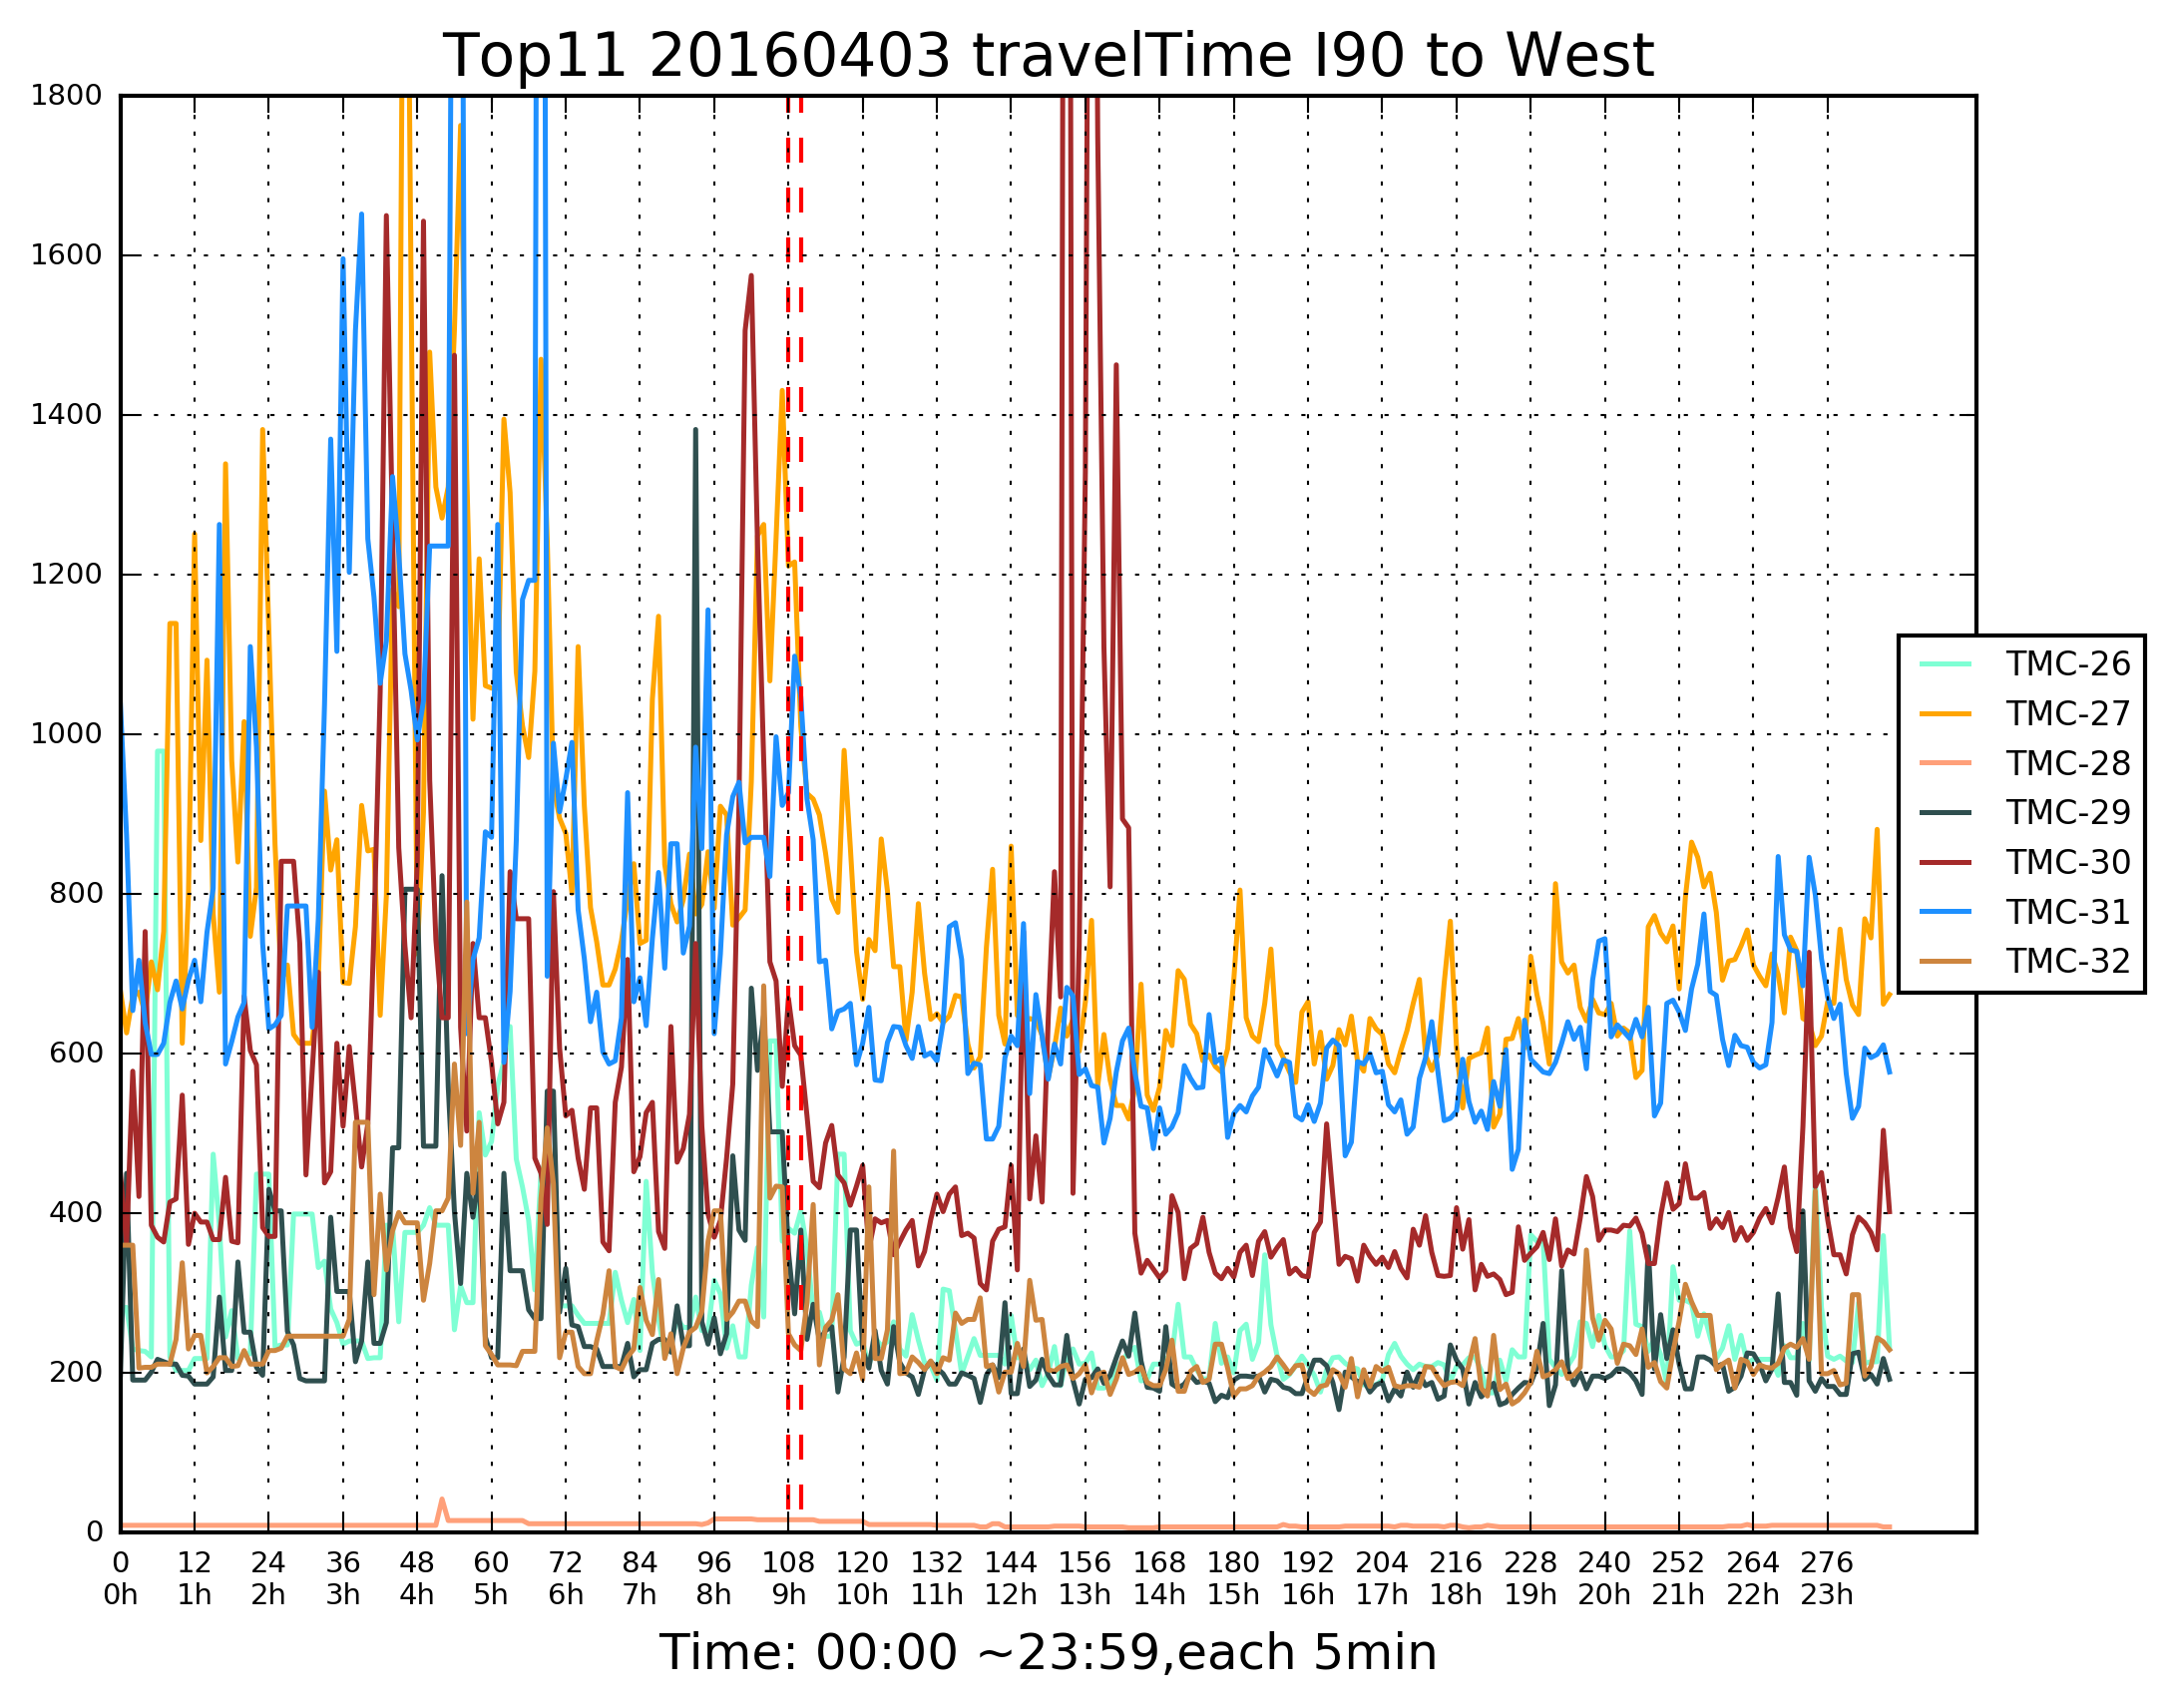 Top11 20160403 travelTime I90 to West
1800
1600
1400
1200
1000
800
600
400
200
0
TMC-26
TMC-27
TMC-28
TMC-29
TMC-30
TMC-31
TMC-32
0 12 24 36 48 60 72 84 96 108 120 132 144 156 168 180 192 204 216 228 240 252 264 276
0h 1h 2h 3h 4h 5h 6h 7h 8h 9h 10h 11h 12h 13h 14h 15h 16h 17h 18h 19h 20h 21h 22h 23h
Time: 00:00 ~23:59,each 5min